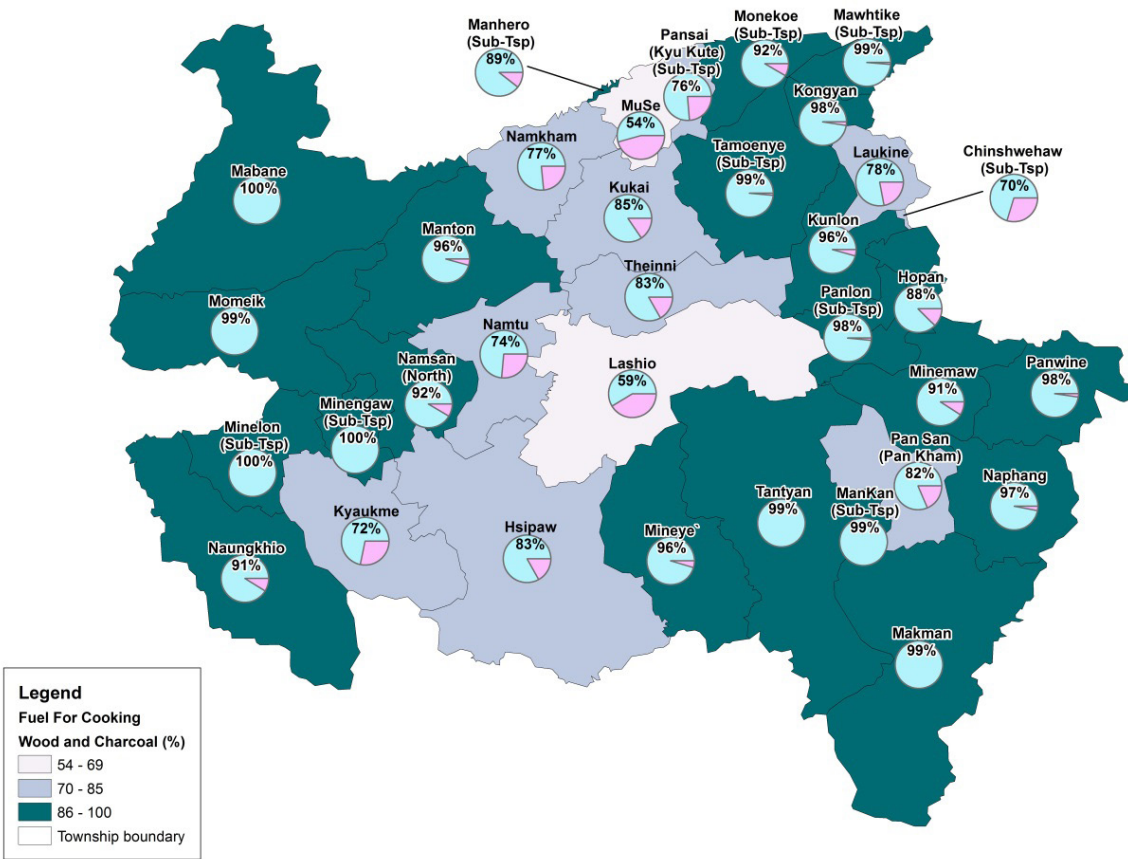 Manhero
(Sub-Tsp)
89%
Pansai
(Kyu Kute)
(Sub-Tsp)
76%
Monekoe
(Sub-Tsp)
92%
Mawhtike
(Sub-Tsp)
99%
Kongyan
98%
MuSe
54%
Namkham
77%
Tamoenye
(Sub-Tsp)
99%
Laukine
78%
Chinshwehaw
(Sub-Tsp)
70%
Mabane
100%
Kukai
85%
Manton
96%
Kunlon
96%
Theinni
83%
Hopan
88%
Momeik
99%
Panlon
(Sub-Tsp)
98%
Namtu
74%
Namsan
(North)
92%
Lashio
59%
Minemaw
91%
Panwine
98%
Minengaw
(Sub-Tsp)
100%
Minelon
(Sub-Tsp)
100%
Pan San
(Pan Kham)
82%
Naphang
97%
Tantyan
99%
ManKan
(Sub-Tsp)
99%
Kyaukme
72%
Hsipaw
83%
Mineye`
96%
Naungkhio
91%
Makman
99%
Legend
Fuel For Cooking
Wood and Charcoal (%)
54 - 69
70 - 85
86 - 100
Township boundary